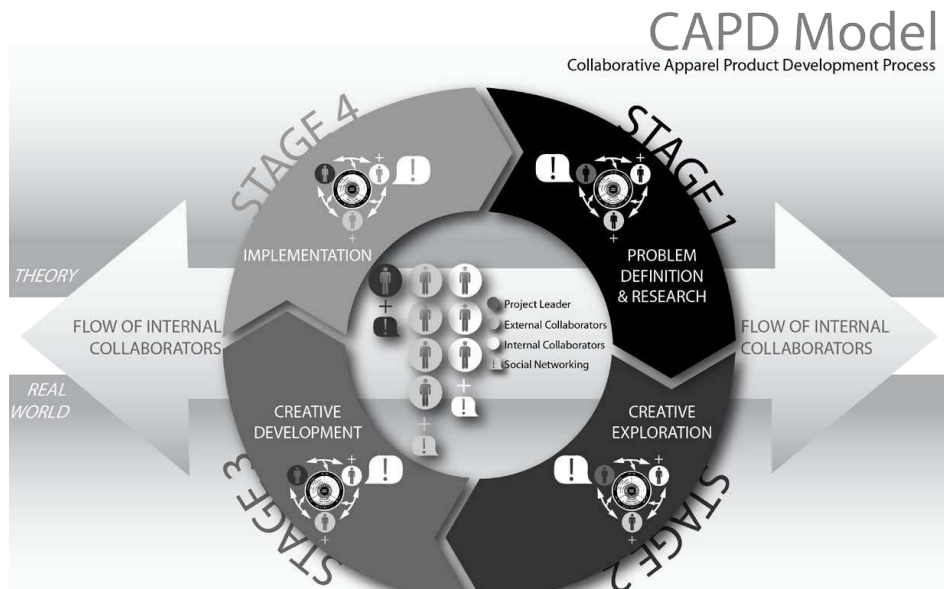 CAPD Model
Collaborative Apparel Product Development Process
STAGE 4
STAGE 1
IMPLEMENTATION
PROBLEM
DEFINITION
& RESEARCH
THEORY
Project Leader
External Collaborators
Internal Collaborators
! Social Networking
FLOW OF INTERNAL
COLLABORATORS
FLOW OF INTERNAL
COLLABORATORS
REAL
WORLD
CREATIVE
DEVELOPMENT
CREATIVE
EXPLORATION
STAGE 3
STAGE 2